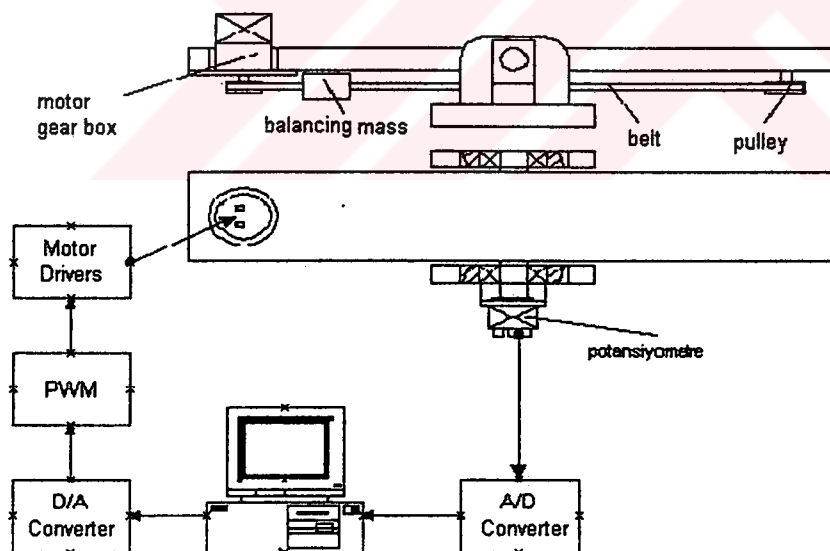 motor
gear box
balancing mass
belt
pulley
Motor
Drivers
potansiyometre
PWM
D/A
Converter
A/D
Converter